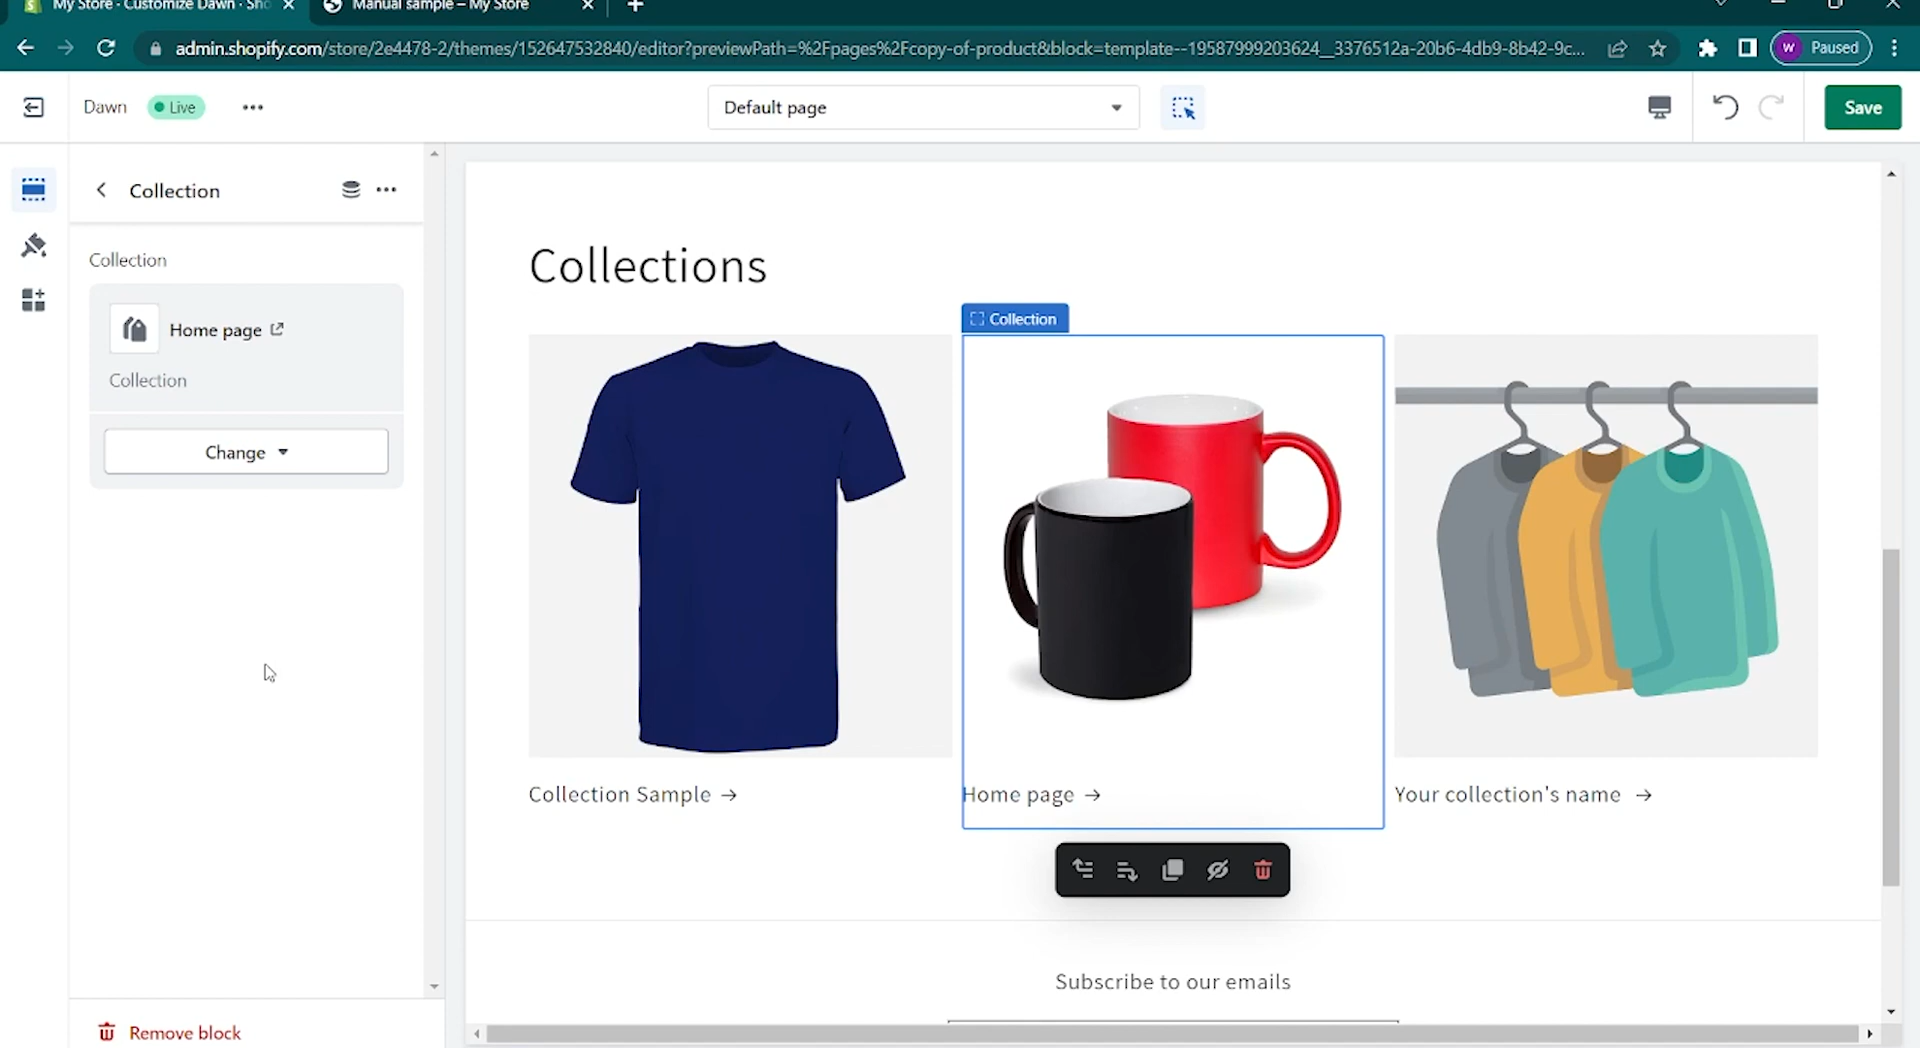 My Store · Customize Dawn · Sho
Manual sample – My Store
admin.shopify.com/store/2e4478-2/themes/152647532840/editor?previewPath=%2Fpages%2Fcopy-of-product&block=template--19587999203624__3376512a-20b6-4db9-8b42-9c...
W Paused
Dawn
Live
Default page
Save
Collection
Collection
Home page
Collection
Change
Remove block
Collections
Collection
Collection Sample →
Home page →
Your collection's name →
Subscribe to our emails